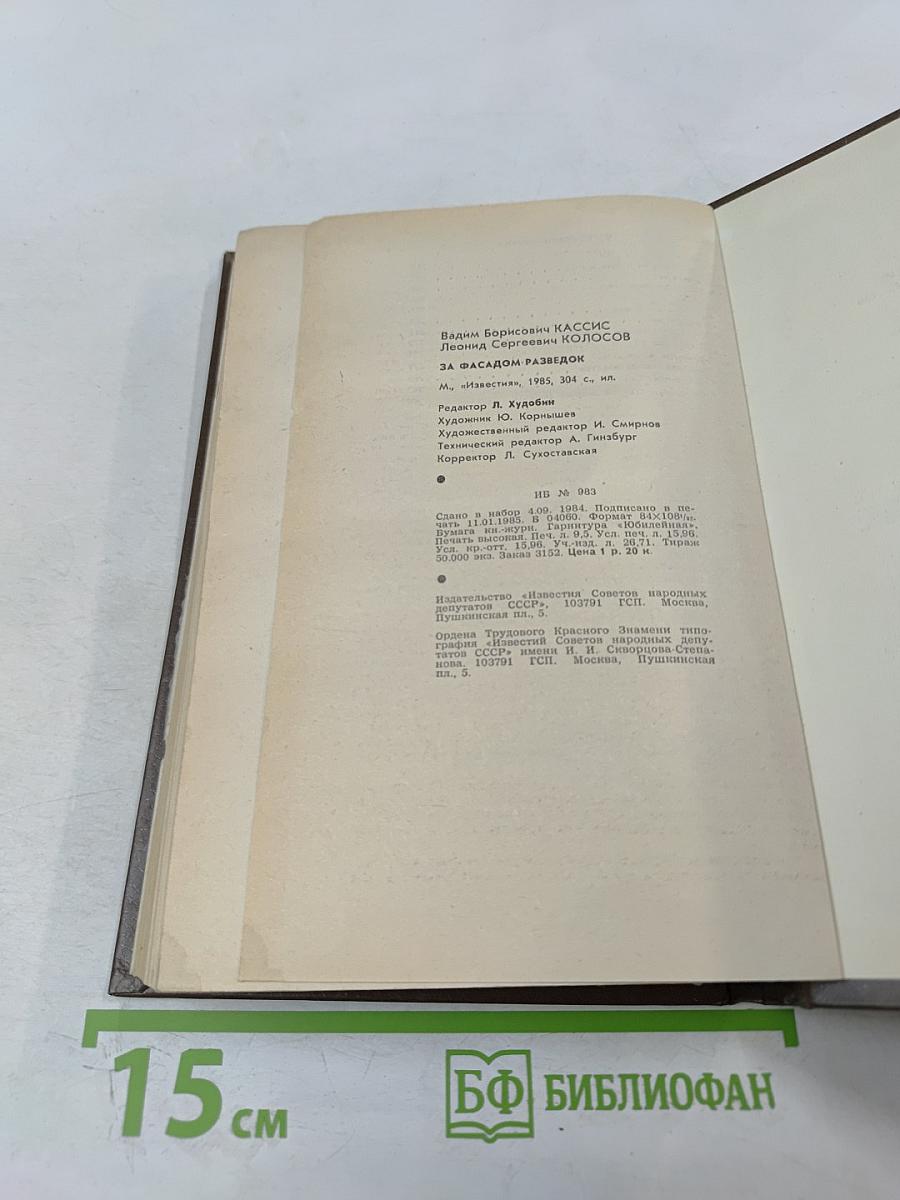 Вадим Борисович КАССИС
Леонид Сергеевич КОЛОСОВ
ЗА ФАСАДОМ РАЗВЕДОК
М., «Известия», 1985, 304 с., ил.
Редактор Л. Худобин
Художник Ю. Корнышев
Художественный редактор И. Смирнов
Технический редактор А. Гинзбург
Корректор Л. Сухоставская
ИБ № 983
Сдано в набор 4.09. 1984. Подписано в пе-
чать 11.01.1985. Б 04060. Формат 84×108¹/₃₂.
Бумага кн.-журн. Гарнитура «Юбилейная».
Печать высокая. Печ. л. 9,5. Усл. печ. л. 15,96.
Усл. кр.-отт. 15,96. Уч.-изд. л. 26,71. Тираж
50.000 экз. Заказ 3152. Цена 1 р. 20 к.
Издательство «Известия Советов народных
депутатов СССР», 103791 ГСП. Москва,
Пушкинская пл., 5.
Ордена Трудового Красного Знамени типо-
графия «Известий Советов народных депу-
татов СССР» имени И. И. Скворцова-Степа-
нова. 103791 ГСП. Москва, Пушкинская
пл., 5.
15 см
БФ БИБЛИОФАН